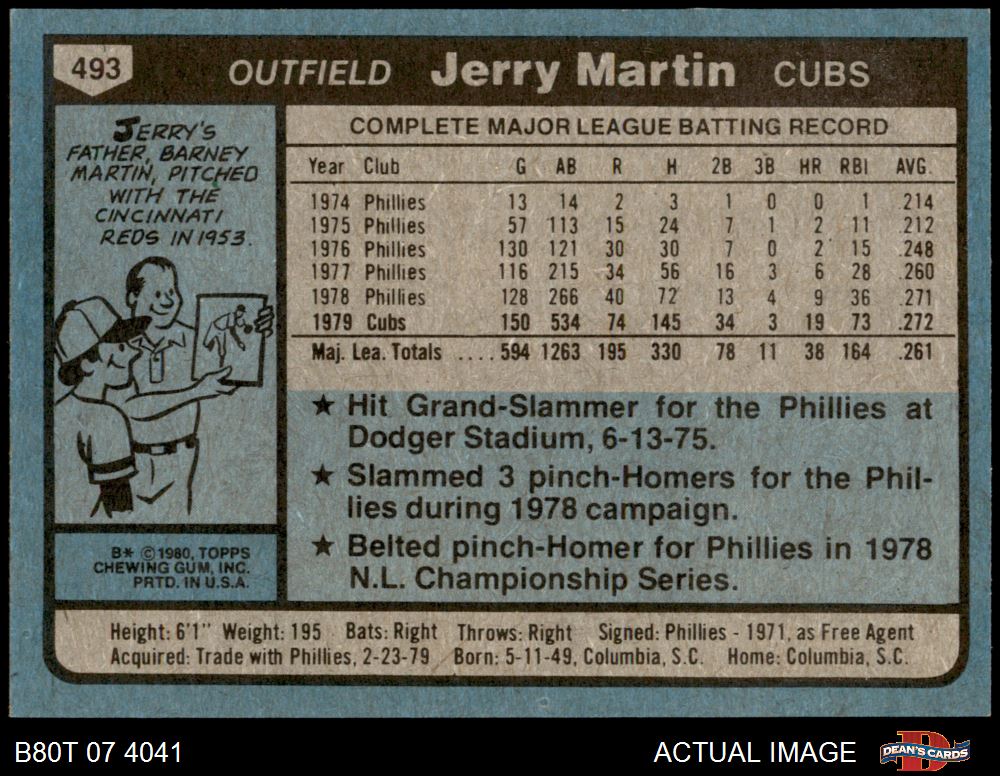 493 OUTFIELD Jerry Martin CUBS
JERRY'S
FATHER, BARNEY
MARTIN, PITCHED
WITH THE
CINCINNATI
REDS IN 1953.
B* ©1980, TOPPS
CHEWING GUM, INC.
PRTD. IN U.S.A.
COMPLETE MAJOR LEAGUE BATTING RECORD
Year Club G AB R H 2B 3B HR RBI AVG.
1974 Phillies 13 14 2 3 1 0 0 1 .214
1975 Phillies 57 113 15 24 7 1 2 11 .212
1976 Phillies 130 121 30 30 7 0 2 15 .248
1977 Phillies 116 215 34 56 16 3 6 28 .260
1978 Phillies 128 266 40 72 13 4 9 36 .271
1979 Cubs 150 534 74 145 34 3 19 73 .272
Maj. Lea. Totals .... 594 1263 195 330 78 11 38 164 .261
★ Hit Grand-Slammer for the Phillies at
Dodger Stadium, 6-13-75.
★ Slammed 3 pinch-Homers for the Phil-
lies during 1978 campaign.
★ Belted pinch-Homer for Phillies in 1978
N.L. Championship Series.
Height: 6'1" Weight: 195 Bats: Right Throws: Right Signed: Phillies - 1971, as Free Agent
Acquired: Trade with Phillies, 2-23-79 Born: 5-11-49, Columbia, S.C. Home: Columbia, S.C.
B80T 07 4041 ACTUAL IMAGE DEAN'S CARDS